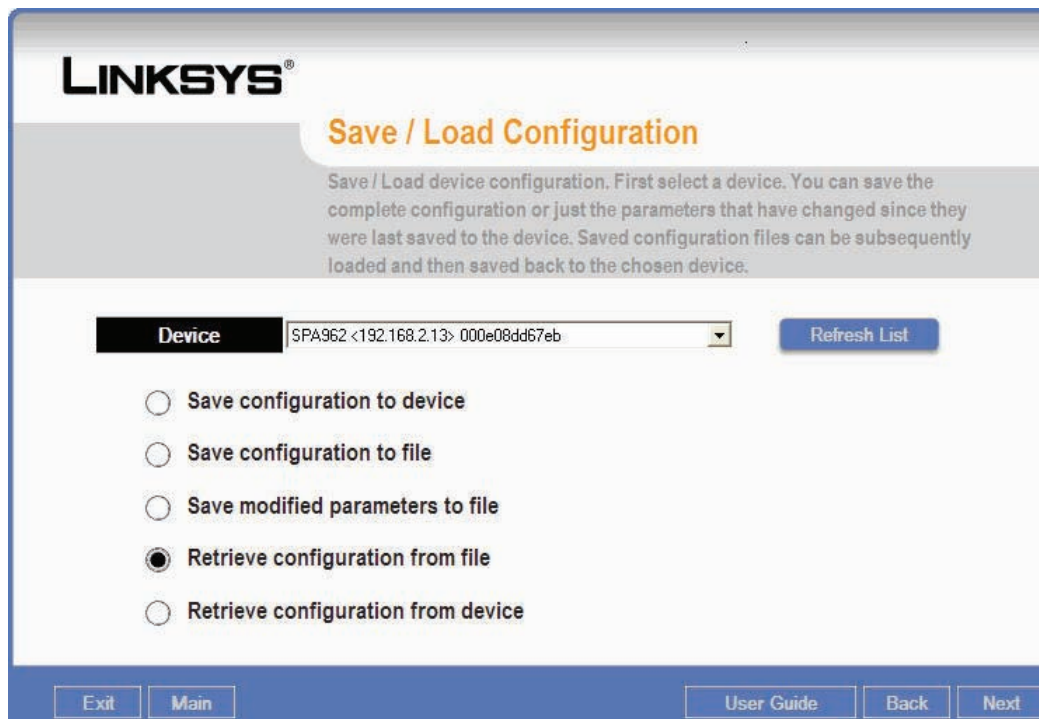 LINKSYS®
Save / Load Configuration
Save / Load device configuration. First select a device. You can save the
complete configuration or just the parameters that have changed since they
were last saved to the device. Saved configuration files can be subsequently
loaded and then saved back to the chosen device.
Device SPA962 <192.168.2.13> 000e08dd67eb Refresh List
Save configuration to device
Save configuration to file
Save modified parameters to file
Retrieve configuration from file
Retrieve configuration from device
Exit Main User Guide Back Next